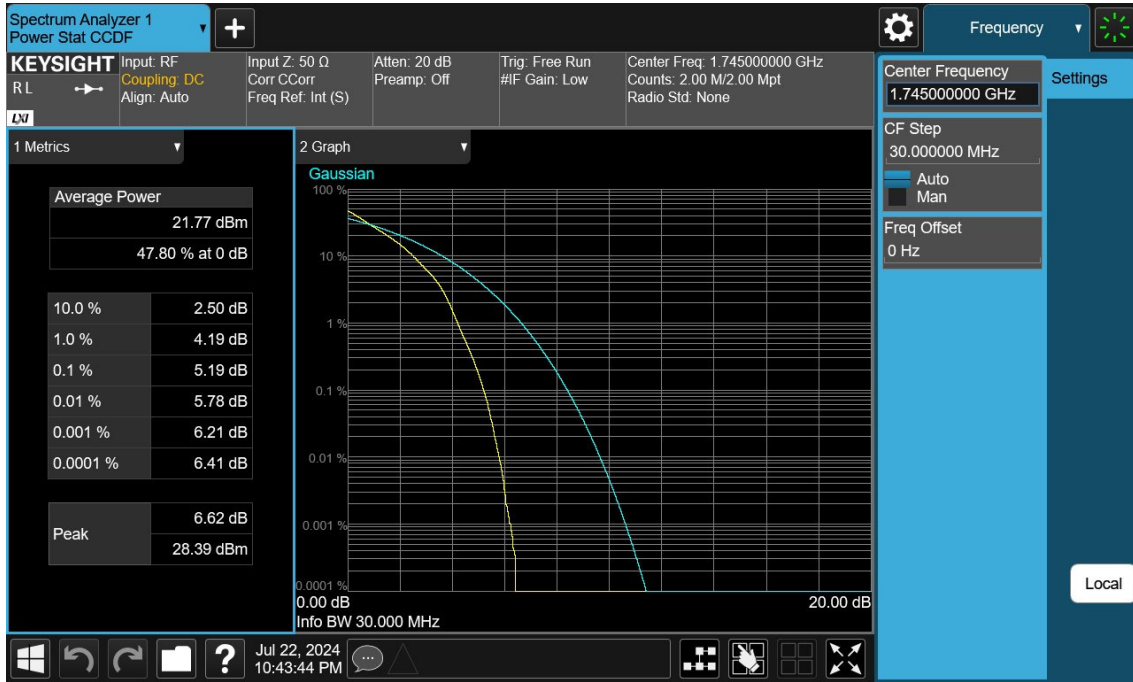 Spectrum Analyzer 1
Power Stat CCDF
+
Frequency
KEYSIGHT
R L
LXI
Input: RF
Coupling: DC
Align: Auto
Input Z: 50 Ω
Corr CCorr
Freq Ref: Int (S)
Atten: 20 dB
Preamp: Off
Trig: Free Run
#IF Gain: Low
Center Freq: 1.745000000 GHz
Counts: 2.00 M/2.00 Mpt
Radio Std: None
Center Frequency
1.745000000 GHz
Settings
CF Step
30.000000 MHz
Auto
Man
Freq Offset
0 Hz
1 Metrics
Average Power
21.77 dBm
47.80 % at 0 dB
10.0 % 2.50 dB
1.0 % 4.19 dB
0.1 % 5.19 dB
0.01 % 5.78 dB
0.001 % 6.21 dB
0.0001 % 6.41 dB
Peak
6.62 dB
28.39 dBm
2 Graph
Gaussian
100 %
10 %
1 %
0.1 %
0.01 %
0.001 %
0.0001 %
0.00 dB 20.00 dB
Info BW 30.000 MHz
Local
?
Jul 22, 2024
10:43:44 PM